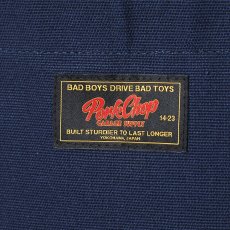 BAD BOYS DRIVE BAD TOYS
PorkChop
GARAGE SUPPLY
14-23
BUILT STURDIER TO LAST LONGER
YOKOHAMA, JAPAN